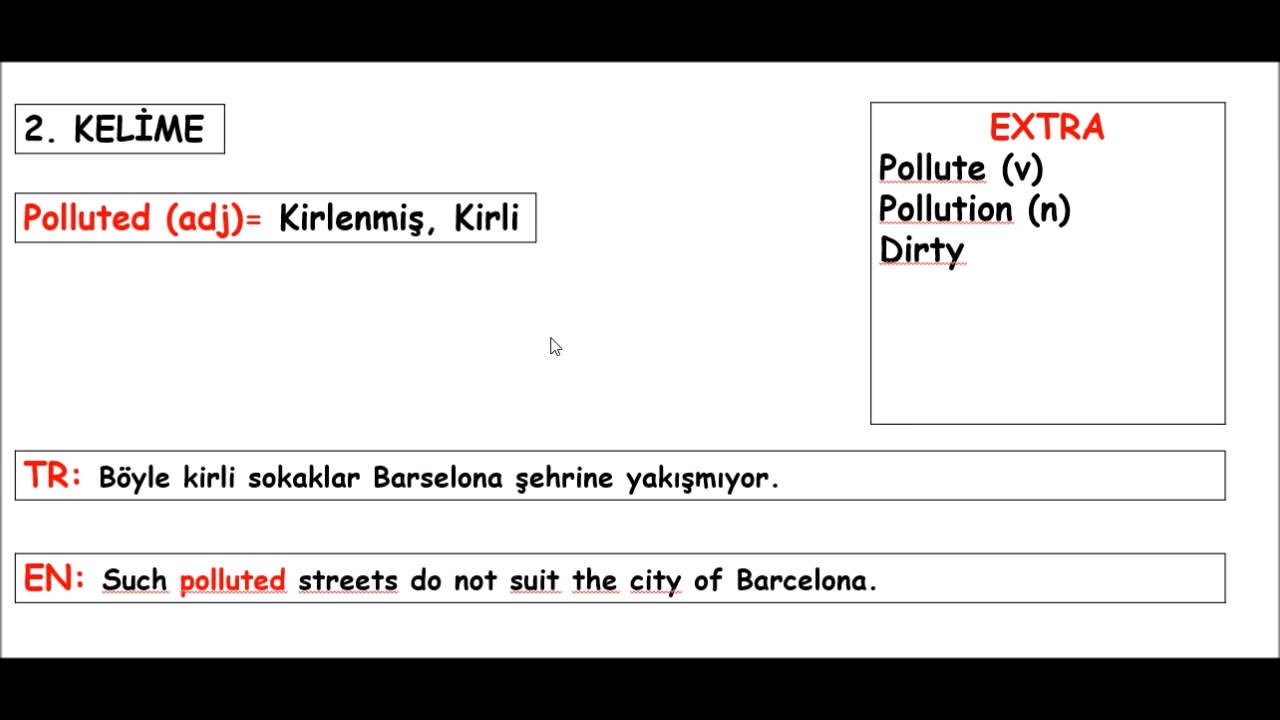 2. KELİME
Polluted (adj)= Kirlenmiş, Kirli
EXTRA
Pollute (v)
Pollution (n)
Dirty
TR: Böyle kirli sokaklar Barselona şehrine yakışmıyor.
EN: Such polluted streets do not suit the city of Barcelona.